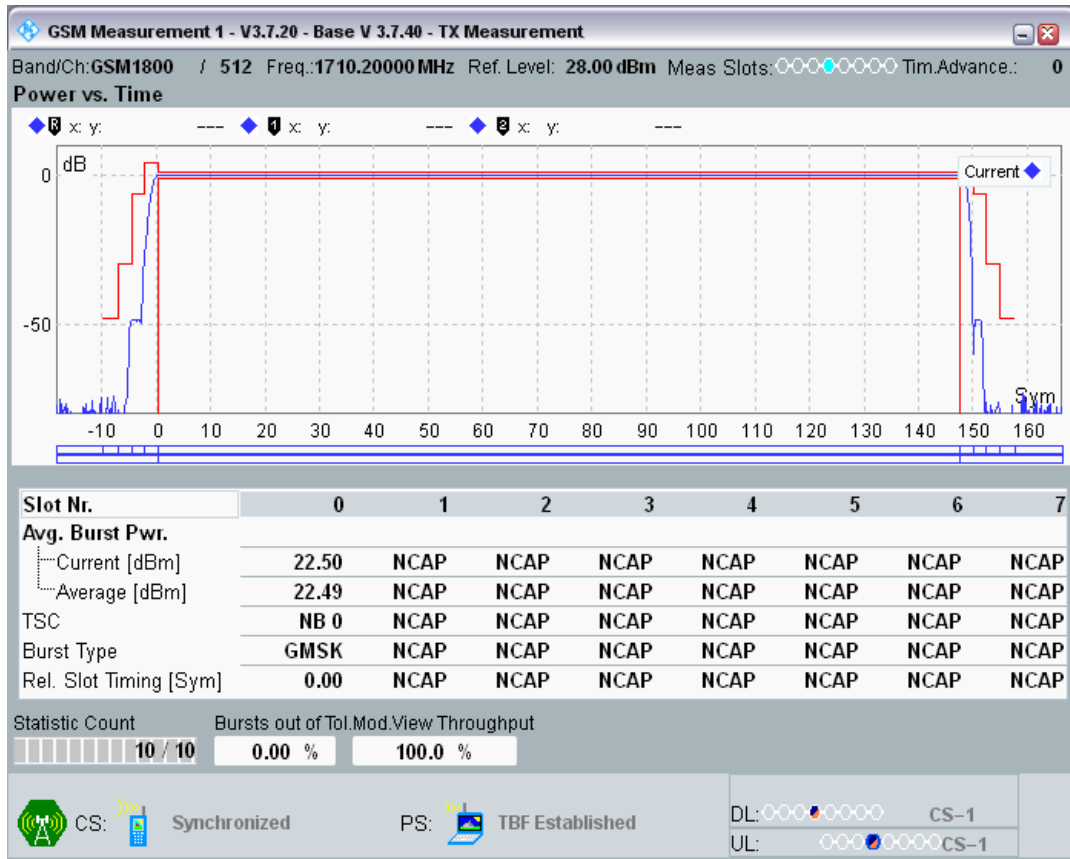 GSM Measurement 1 - V3.7.20 - Base V 3.7.40 - TX Measurement
Band/Ch:GSM1800 / 512 Freq.:1710.20000 MHz Ref. Level: 28.00 dBm Meas Slots: Tim.Advance.: 0
Power vs. Time
R x: y: --- 1 x: y: --- 2 x: y: ---
dB
0
Current
-50
Sym
-10 0 10 20 30 40 50 60 70 80 90 100 110 120 130 140 150 160
Slot Nr. 0 1 2 3 4 5 6 7
Avg. Burst Pwr.
Current [dBm] 22.50 NCAP NCAP NCAP NCAP NCAP NCAP NCAP
Average [dBm] 22.49 NCAP NCAP NCAP NCAP NCAP NCAP NCAP
TSC NB 0 NCAP NCAP NCAP NCAP NCAP NCAP NCAP
Burst Type GMSK NCAP NCAP NCAP NCAP NCAP NCAP NCAP
Rel. Slot Timing [Sym] 0.00 NCAP NCAP NCAP NCAP NCAP NCAP NCAP
Statistic Count Bursts out of Tol.Mod.View Throughput
10 / 10 0.00 % 100.0 %
CS: Synchronized PS: TBF Established
DL: CS-1
UL: CS-1